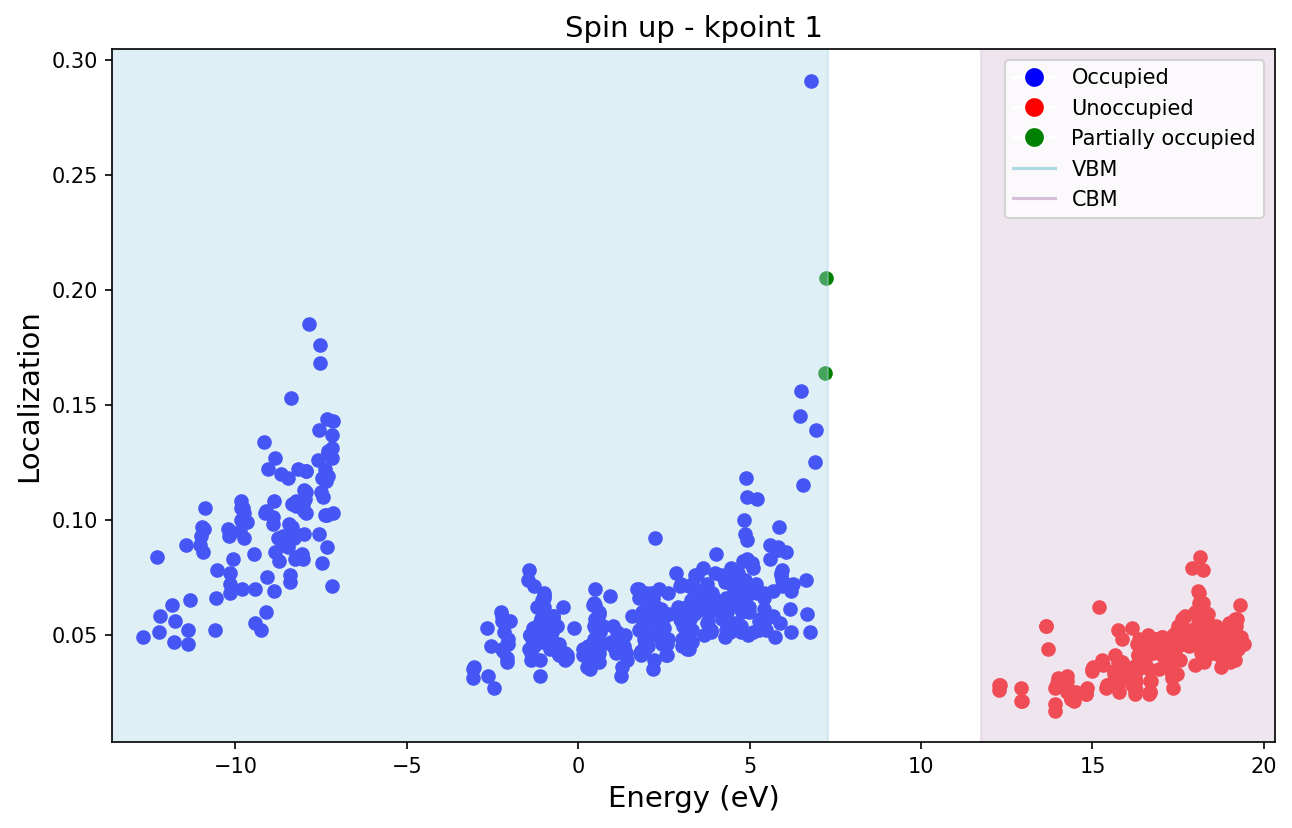 Spin up - kpoint 1
Localization
0.30
0.25
0.20
0.15
0.10
0.05
Occupied
Unoccupied
Partially occupied
VBM
CBM
−10
−5
0
5
10
15
20
Energy (eV)